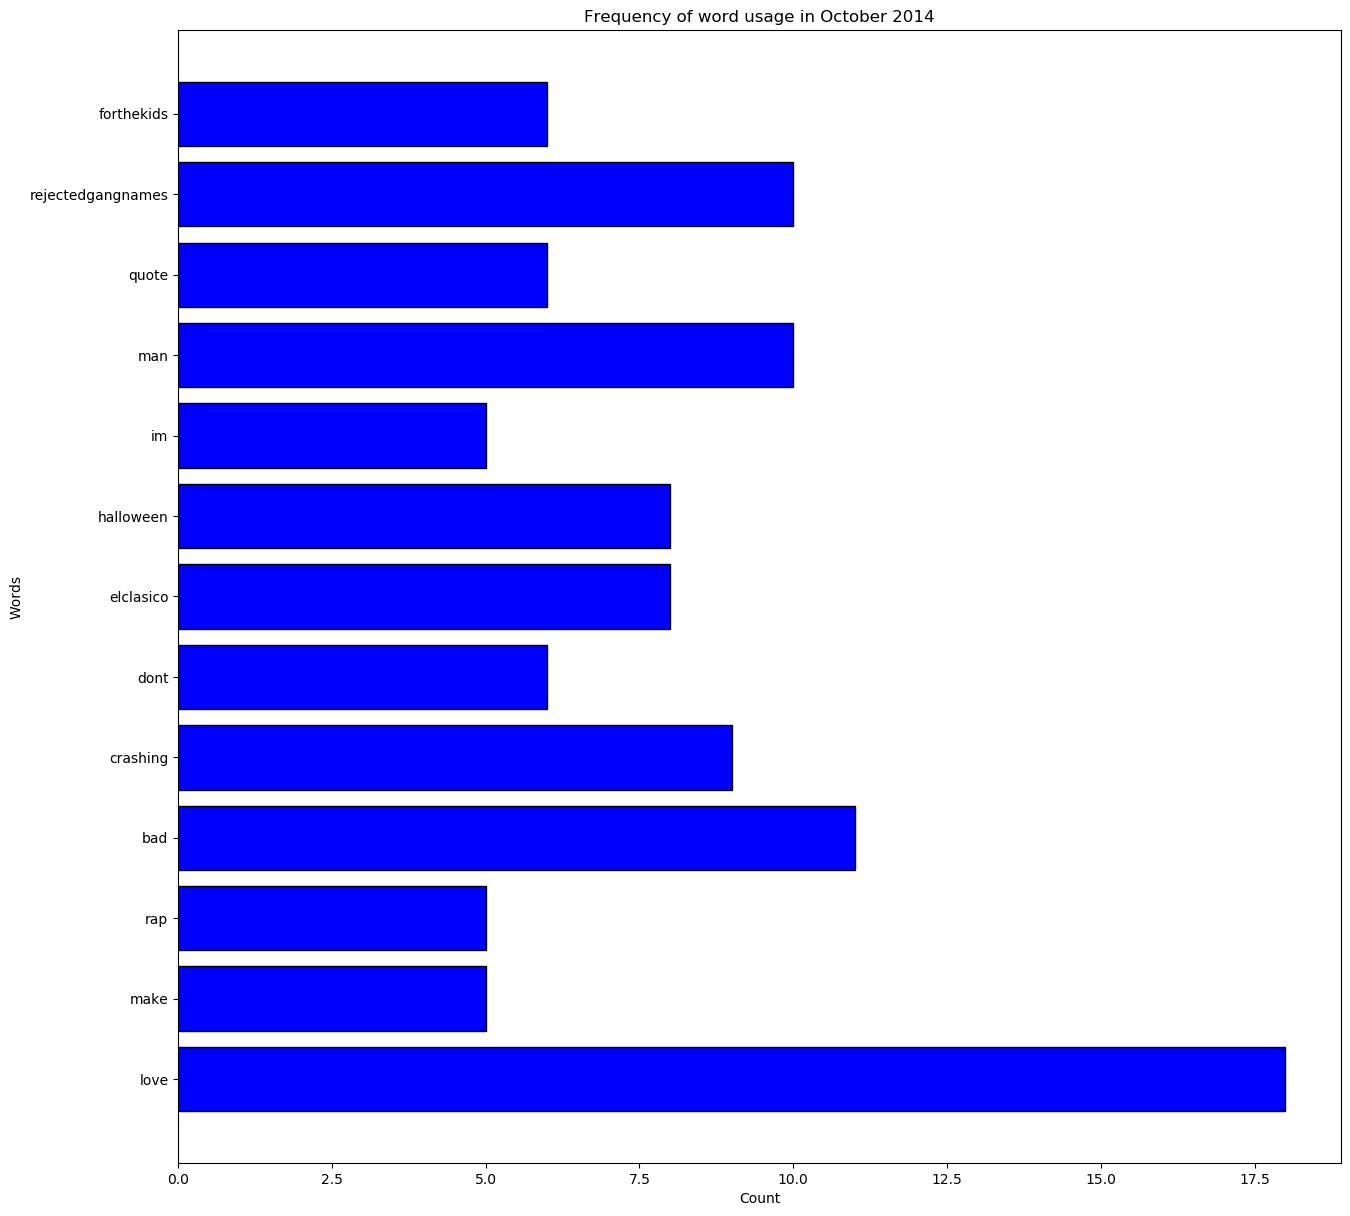 Frequency of word usage in October 2014
forthekids
rejectedgangnames
quote
man
im
halloween
elclasico
dont
crashing
bad
rap
make
love
Words
0.0 2.5 5.0 7.5 10.0 12.5 15.0 17.5
Count